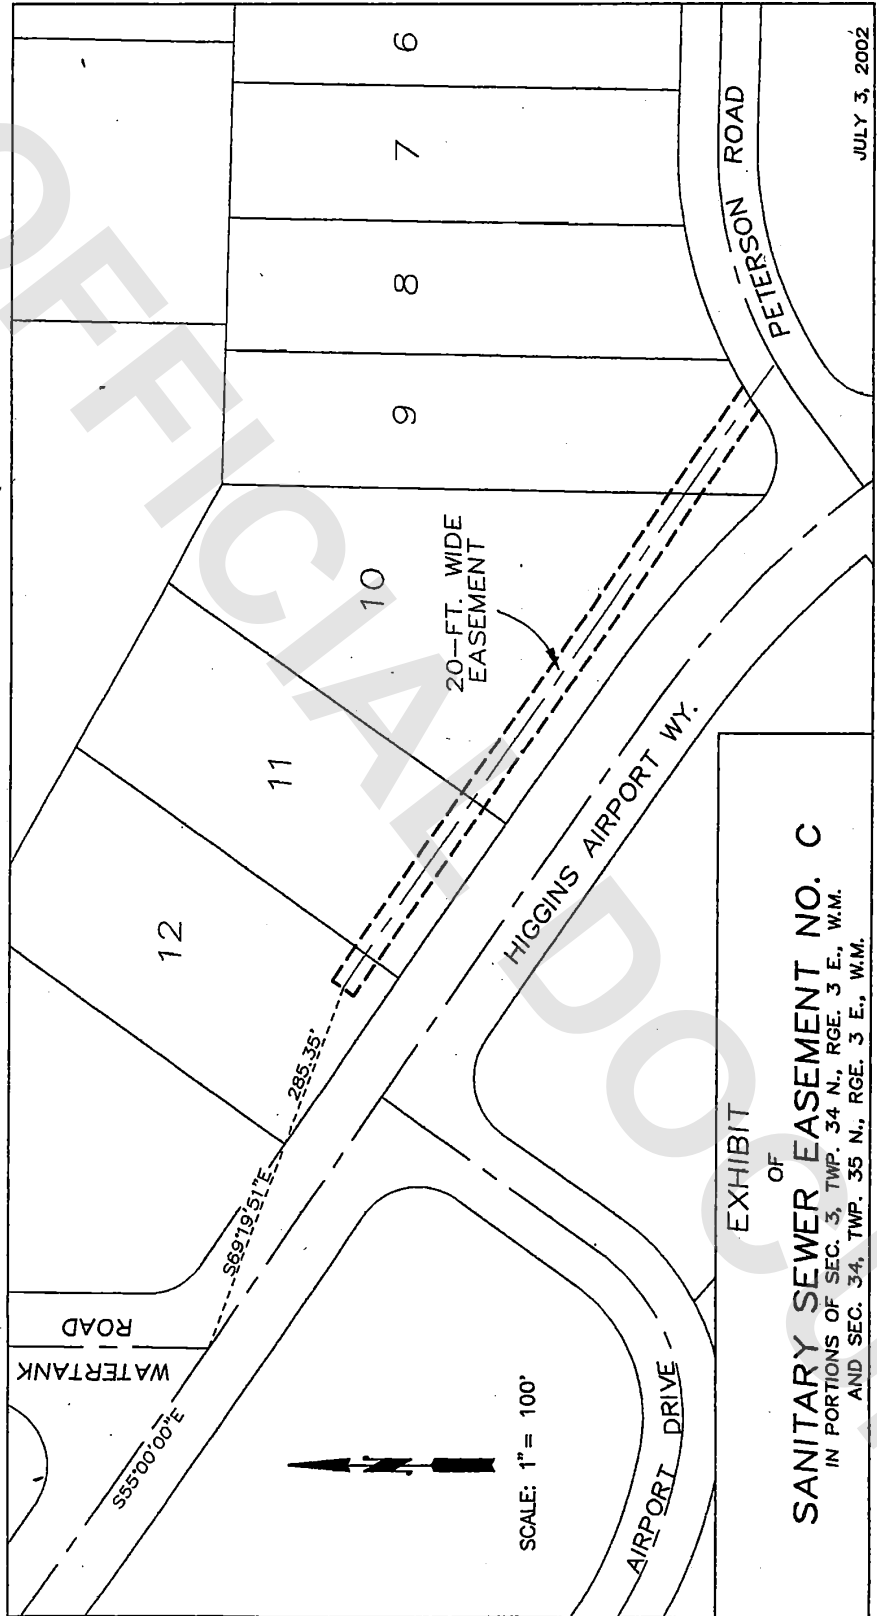 6
7
8
9
10
11
12
20-FT. WIDE
EASEMENT
PETERSON ROAD
HIGGINS AIRPORT WY.
285.35'
S69°19'51"E
WATERTANK
ROAD
S55°00'00"E
N
SCALE: 1" = 100'
AIRPORT DRIVE
EXHIBIT
OF
SANITARY SEWER EASEMENT NO. C
IN PORTIONS OF SEC. 3, TWP. 34 N., RGE. 3 E., W.M.
AND SEC. 34, TWP. 35 N., RGE. 3 E., W.M.
JULY 3, 2002
OFFICIAL DOCU